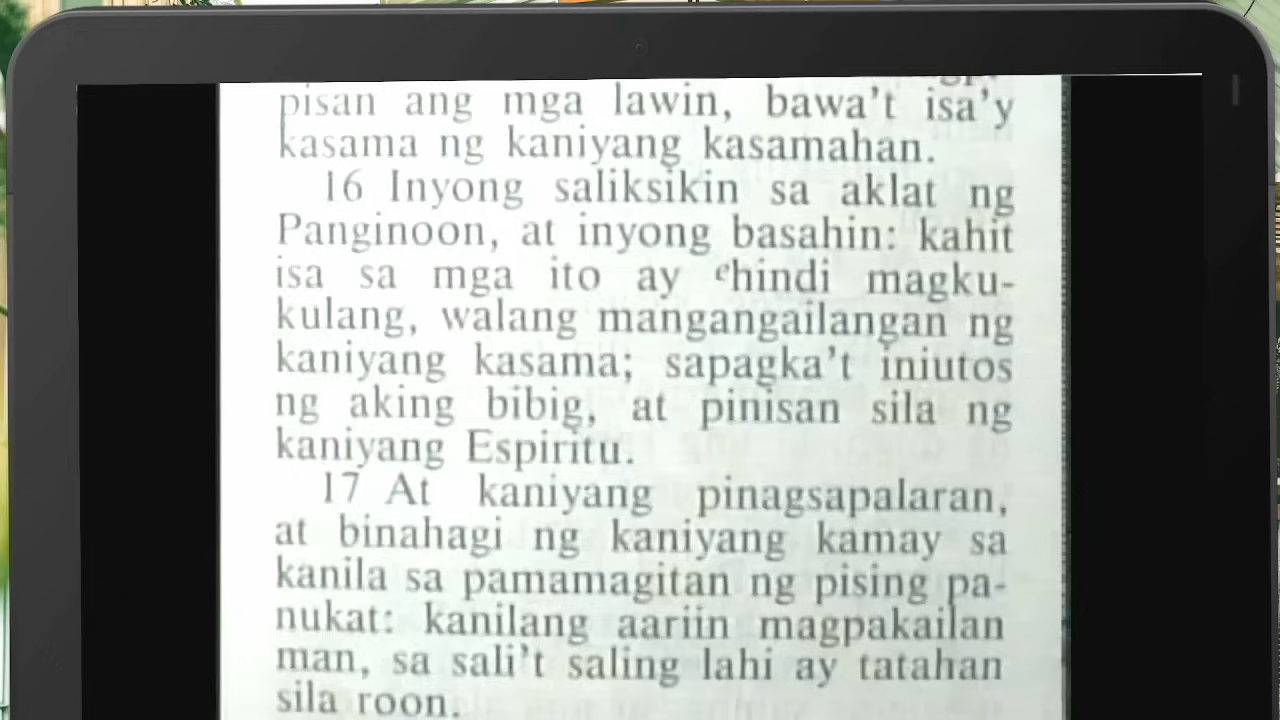 pisan ang mga lawin, bawa't isa'y
kasama ng kaniyang kasamahan.
16 Inyong saliksikin sa aklat ng
Panginoon, at inyong basahin: kahit
isa sa mga ito ay ehindi magku-
kulang, walang mangangailangan ng
kaniyang kasama; sapagka't iniutos
ng aking bibig, at pinisan sila ng
kaniyang Espiritu.
17 At kaniyang pinagsapalaran,
at binahagi ng kaniyang kamay sa
kanila sa pamamagitan ng pising pa-
nukat: kanilang aariin magpakailan
man, sa sali't saling lahi ay tatahan
sila roon.